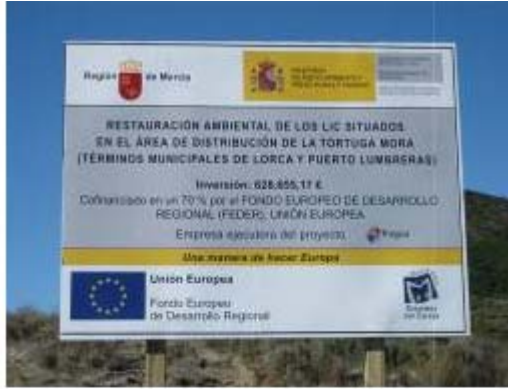 Región de Murcia
RESTAURACIÓN AMBIENTAL DE LOS LIC SITUADOS
EN EL ÁREA DE DISTRIBUCIÓN DE LA TORTUGA MORA
(TÉRMINOS MUNICIPALES DE LORCA Y PUERTO LUMBRERAS)
Inversión: 628.655,17 €
Cofinanciado en un 70 % por el FONDO EUROPEO DE DESARROLLO
REGIONAL (FEDER), UNIÓN EUROPEA
Empresa ejecutora del proyecto
Una manera de hacer Europa
Unión Europea
Fondo Europeo
de Desarrollo Regional